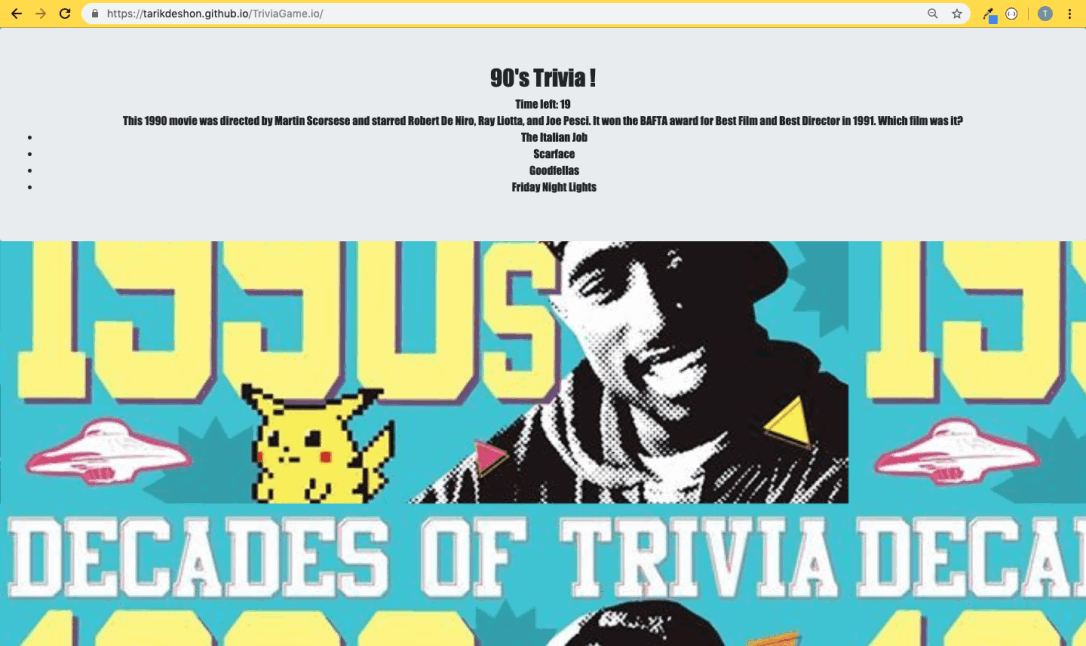 https://tarikdeshon.github.io/TriviaGame.io/
T
90's Trivia !
Time left: 19
This 1990 movie was directed by Martin Scorsese and starred Robert De Niro, Ray Liotta, and Joe Pesci. It won the BAFTA award for Best Film and Best Director in 1991. Which film was it?
The Italian Job
Scarface
Goodfellas
Friday Night Lights
1990s 199
DECADES OF TRIVIA DECA